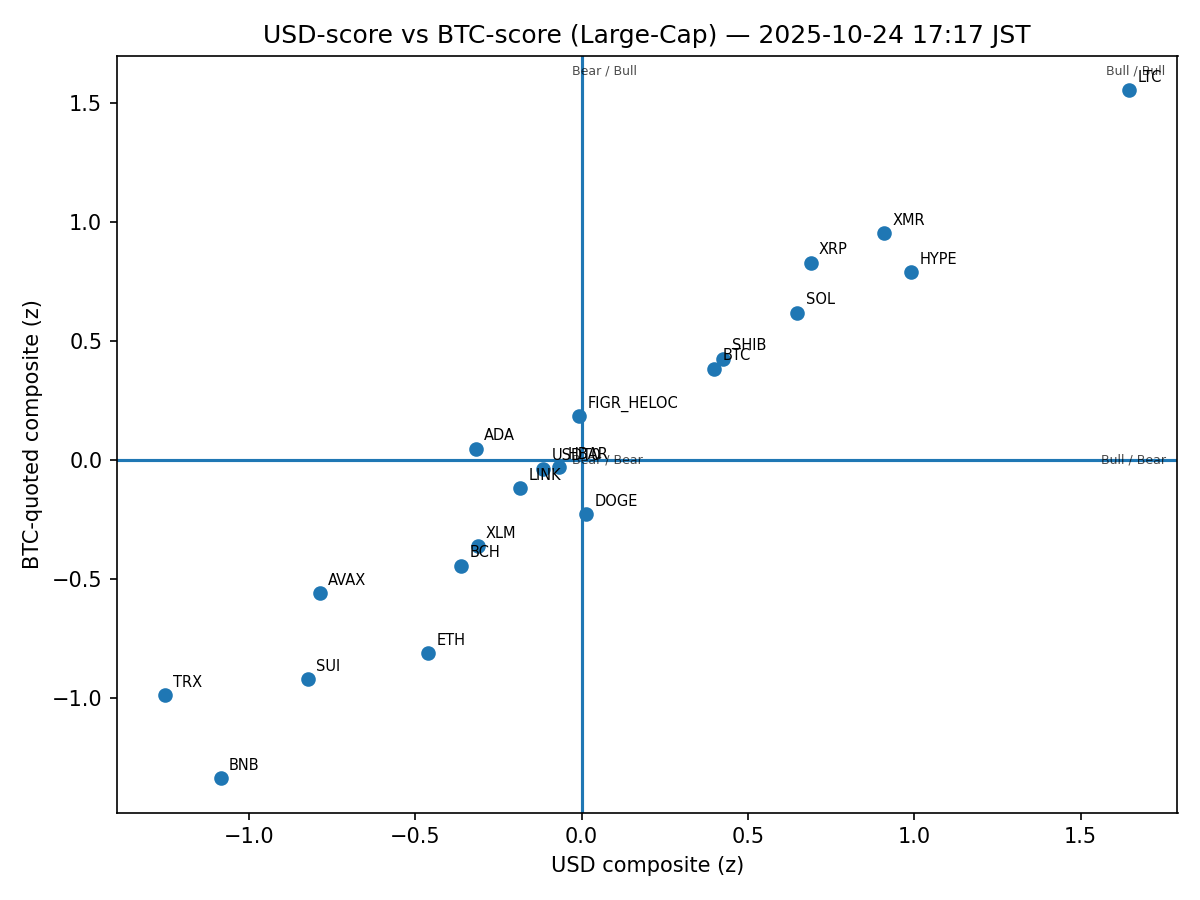 USD-score vs BTC-score (Large-Cap) — 2025-10-24 17:17 JST
Bear / Bull
Bull / Bull
LTC
1.5
XMR
1.0
XRP
HYPE
SOL
0.5
SHIB
BTC
FIGR_HELOC
ADA
HBAR
0.0
Bear / Bear
Bull / Bear
LINK
DOGE
XLM
BCH
−0.5
AVAX
ETH
SUI
TRX
−1.0
BNB
BTC-quoted composite (z)
−1.0
−0.5
0.0
0.5
1.0
1.5
USD composite (z)